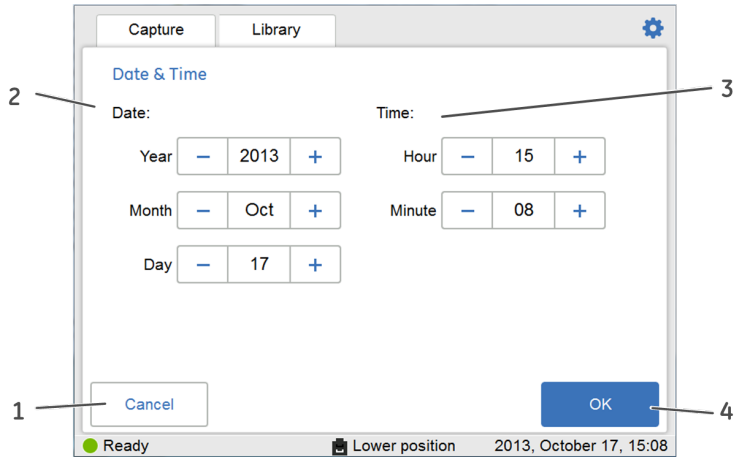 Capture Library
Date & Time
2 3
Date: Time:
Year − 2013 + Hour − 15 +
Month − Oct + Minute − 08 +
Day − 17 +
1 Cancel OK 4
Ready Lower position 2013, October 17, 15:08